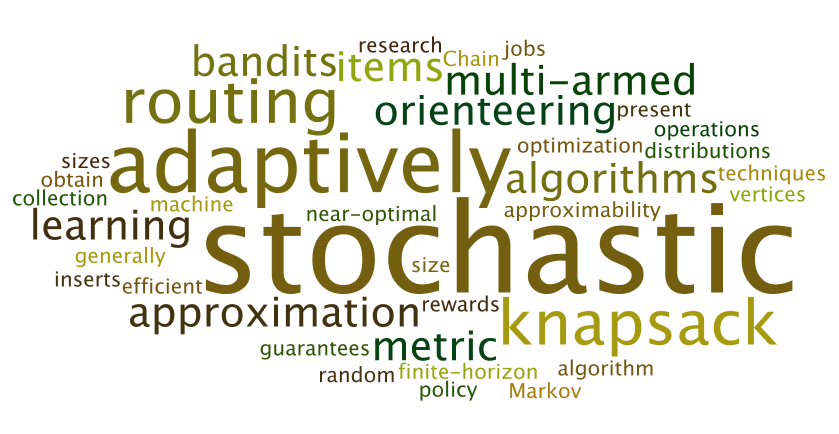 research
Chain
jobs
bandits
items
multi-armed
routing
orienteering
present
operations
adaptively
optimization
distributions
sizes
obtain
algorithms
techniques
collection
machine
vertices
learning
near-optimal
approximability
stochastic
generally
size
inserts
efficient
approximation
rewards
knapsack
guarantees
metric
random
finite-horizon
algorithm
policy
Markov